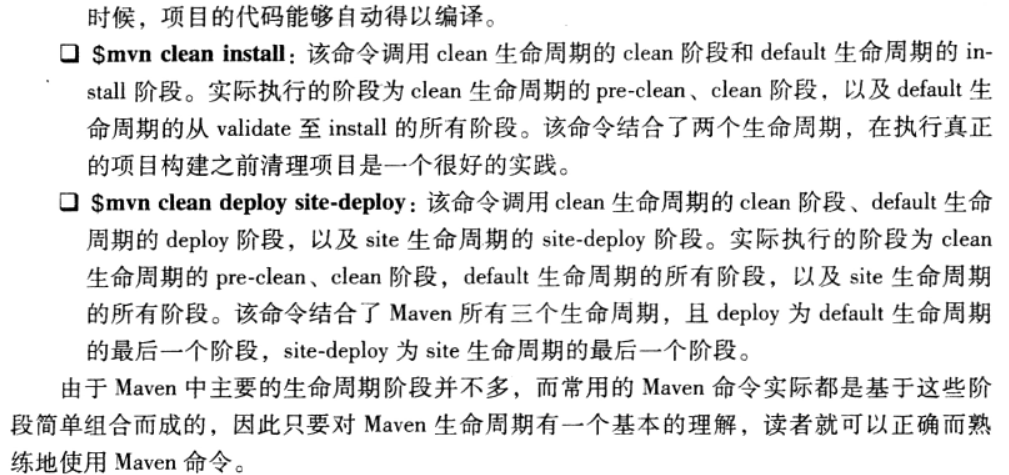 时候，项目的代码能够自动得以编译。
❑ $mvn clean install：该命令调用 clean 生命周期的 clean 阶段和 default 生命周期的 in-
stall 阶段。实际执行的阶段为 clean 生命周期的 pre-clean、clean 阶段，以及 default 生
命周期的从 validate 至 install 的所有阶段。该命令结合了两个生命周期，在执行真正
的项目构建之前清理项目是一个很好的实践。
❑ $mvn clean deploy site-deploy：该命令调用 clean 生命周期的 clean 阶段、default 生命
周期的 deploy 阶段，以及 site 生命周期的 site-deploy 阶段。实际执行的阶段为 clean
生命周期的 pre-clean、clean 阶段，default 生命周期的所有阶段，以及 site 生命周期
的所有阶段。该命令结合了 Maven 所有三个生命周期，且 deploy 为 default 生命周期
的最后一个阶段，site-deploy 为 site 生命周期的最后一个阶段。
由于 Maven 中主要的生命周期阶段并不多，而常用的 Maven 命令实际都是基于这些阶
段简单组合而成的，因此只要对 Maven 生命周期有一个基本的理解，读者就可以正确而熟
练地使用 Maven 命令。